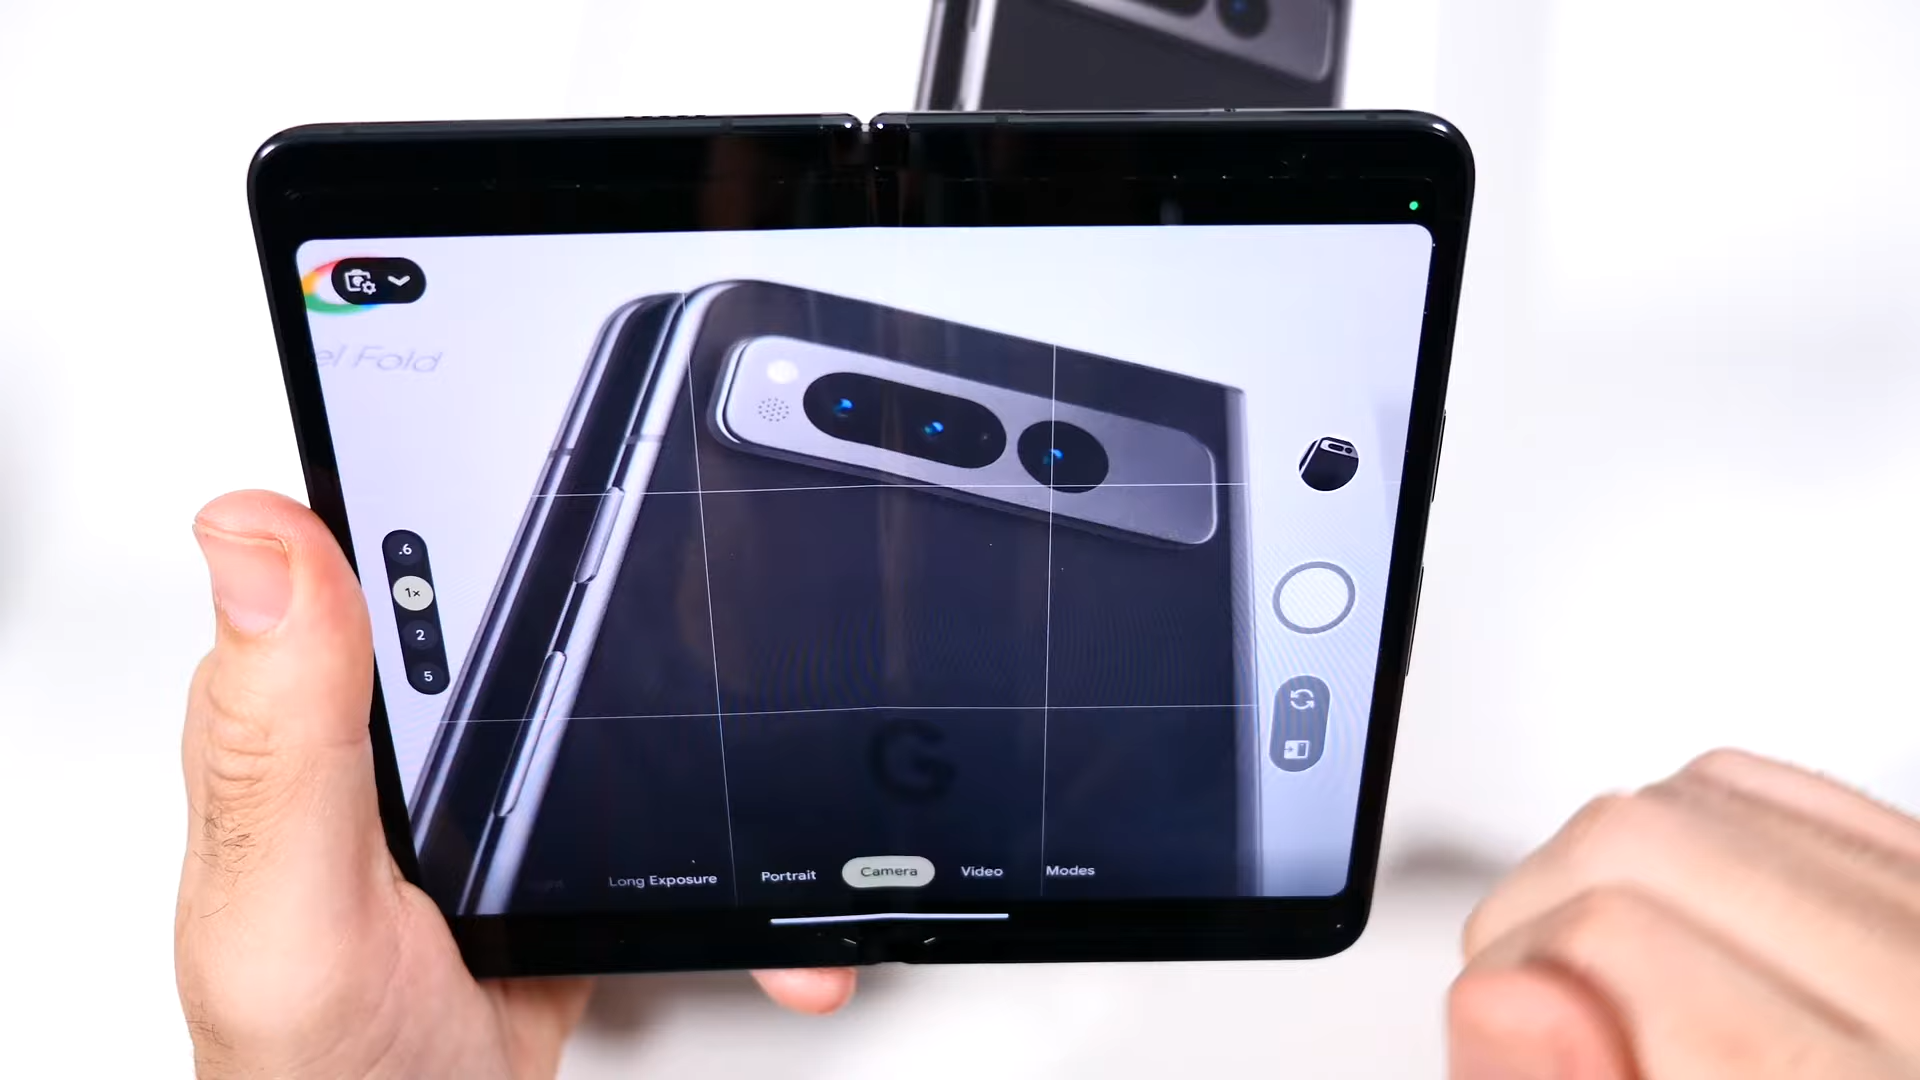 el Fold
.6
1×
2
5
G
Long Exposure
Portrait
Camera
Video
Modes